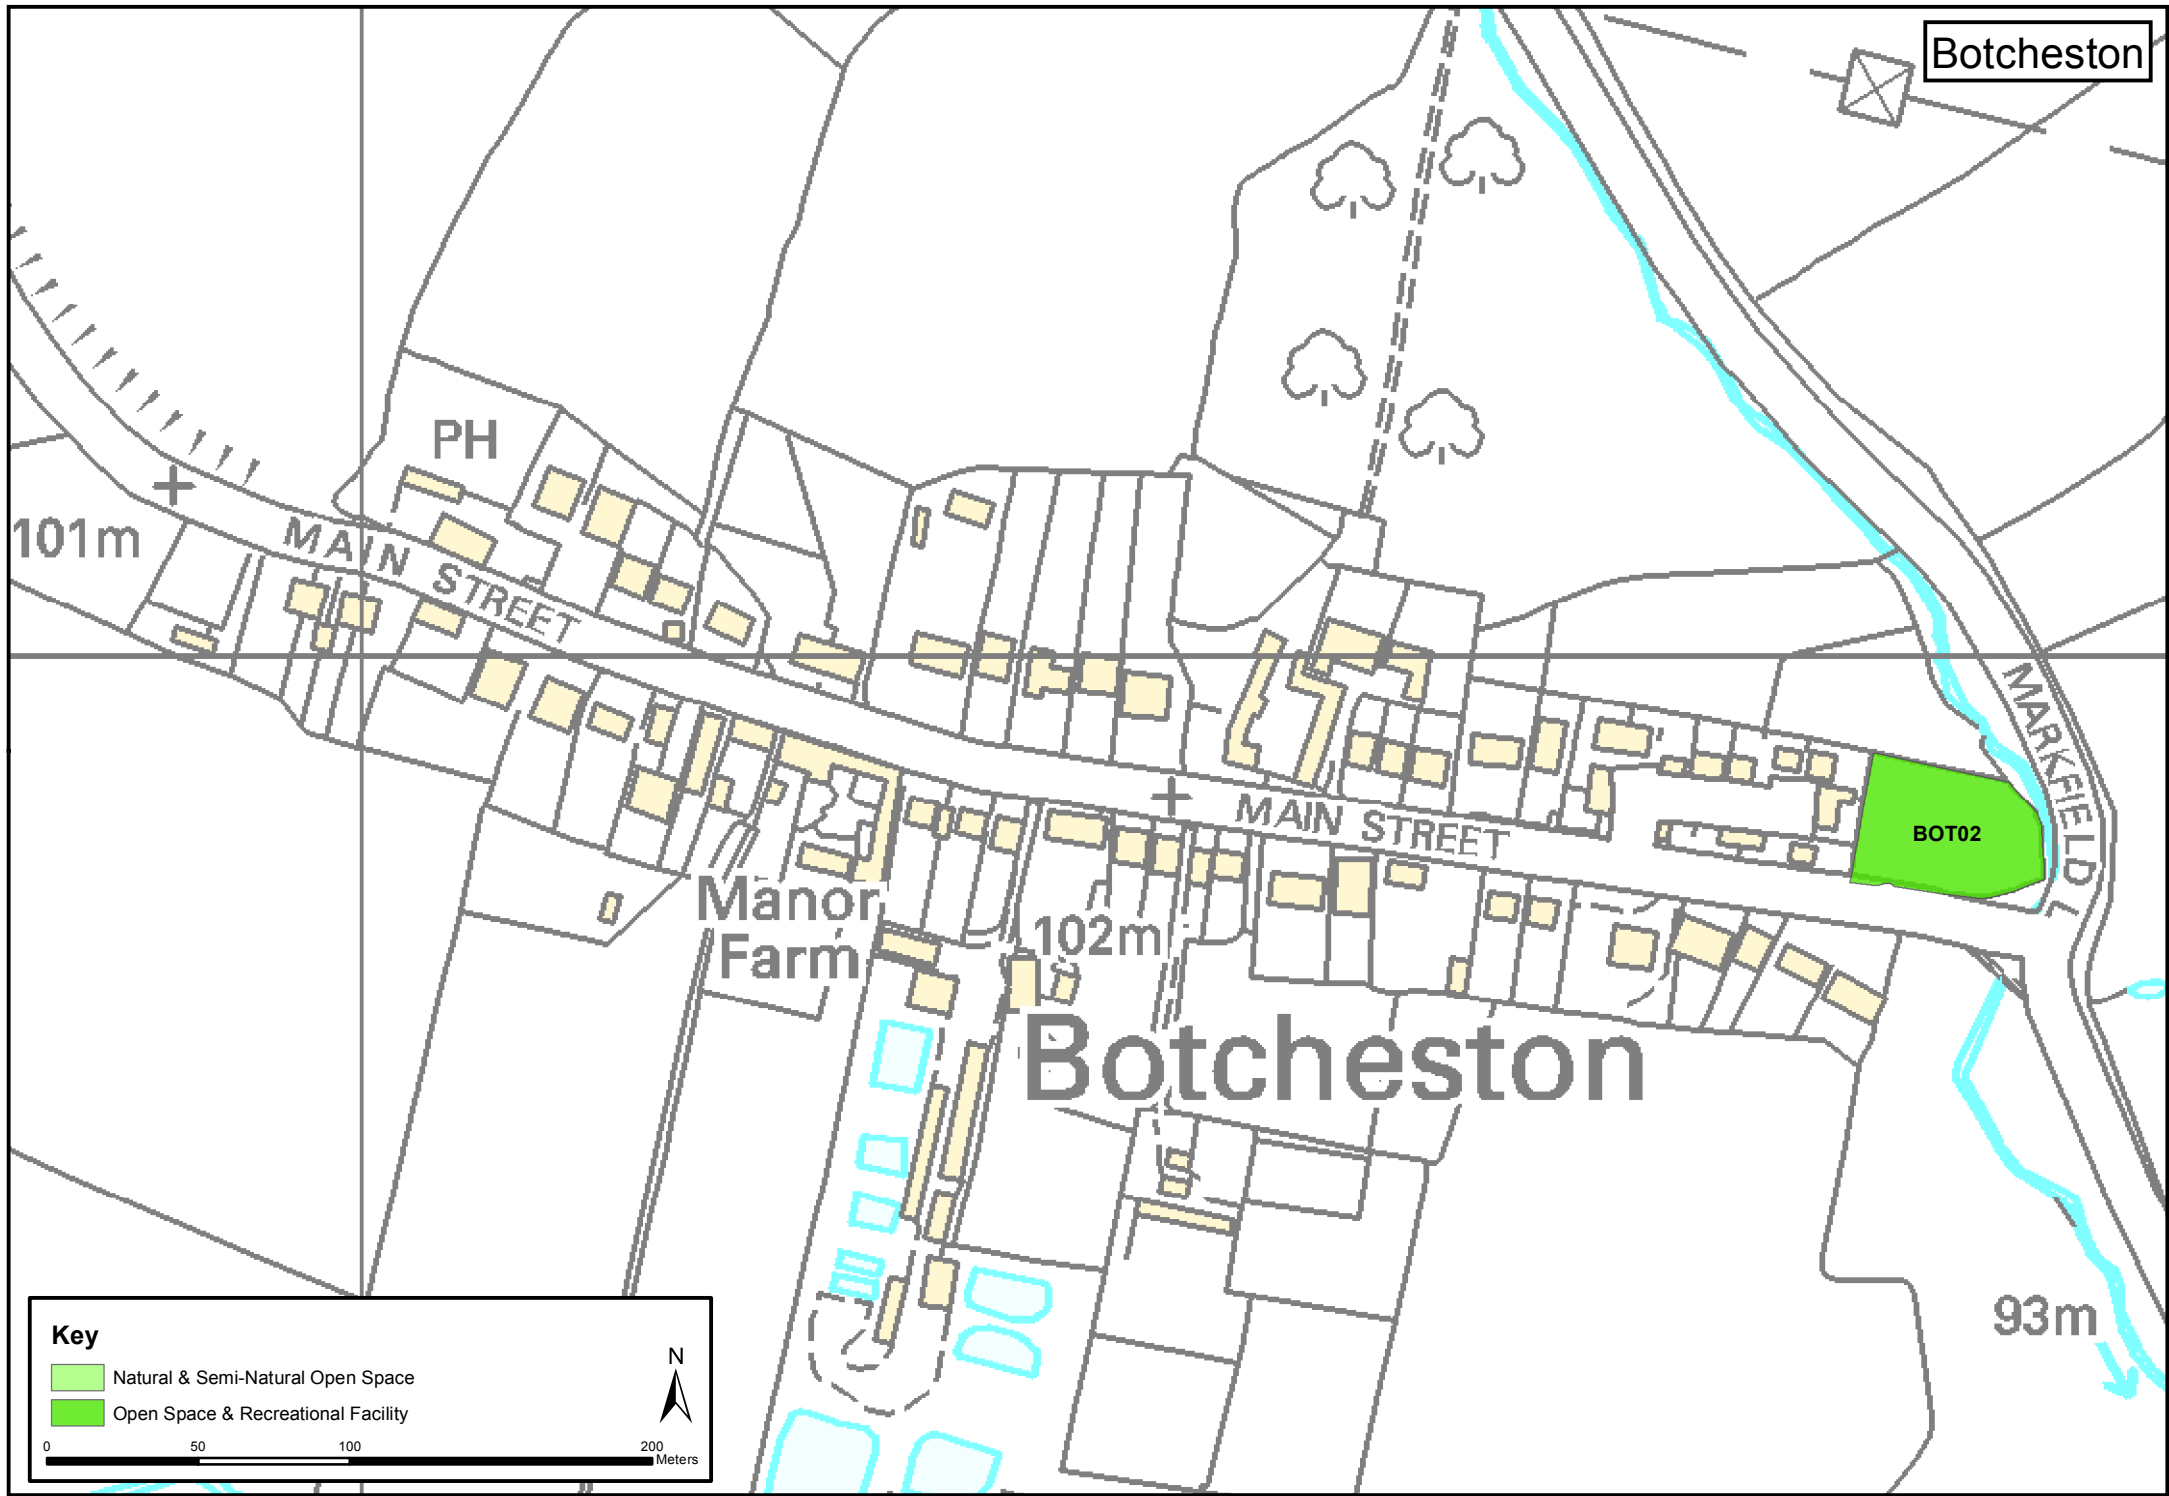 Botcheston
PH
101m
MAIN STREET
MARKFIELD L
MAIN STREET
BOT02
Manor
Farm
102m
Botcheston
93m
Key
Natural & Semi-Natural Open Space
Open Space & Recreational Facility
N
0 50 100 200
Meters